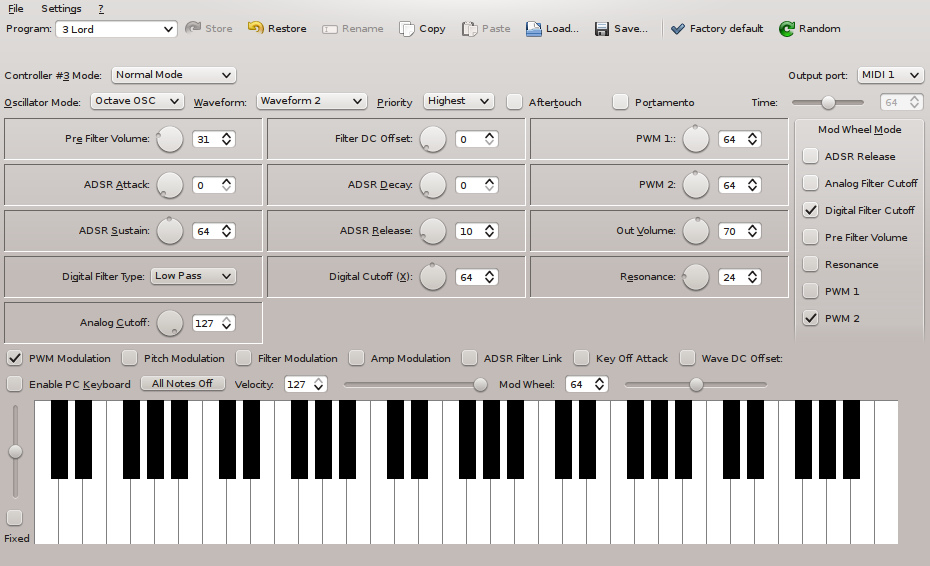 File Settings ?
Program: 3 Lord Store Restore Rename Copy Paste Load... Save... Factory default Random
Controller #3 Mode: Normal Mode Output port: MIDI 1
Oscillator Mode: Octave OSC Waveform: Waveform 2 Priority Highest Aftertouch Portamento Time: 64
Pre Filter Volume: 31 Filter DC Offset: 0 PWM 1:: 64 Mod Wheel Mode
ADSR Release
ADSR Attack: 0 ADSR Decay: 0 PWM 2: 64 Analog Filter Cutoff
Digital Filter Cutoff
ADSR Sustain: 64 ADSR Release: 10 Out Volume: 70 Pre Filter Volume
Resonance
Digital Filter Type: Low Pass Digital Cutoff (X): 64 Resonance: 24
PWM 1
Analog Cutoff: 127 PWM 2
PWM Modulation Pitch Modulation Filter Modulation Amp Modulation ADSR Filter Link Key Off Attack Wave DC Offset:
Enable PC Keyboard All Notes Off Velocity: 127 Mod Wheel: 64
Fixed